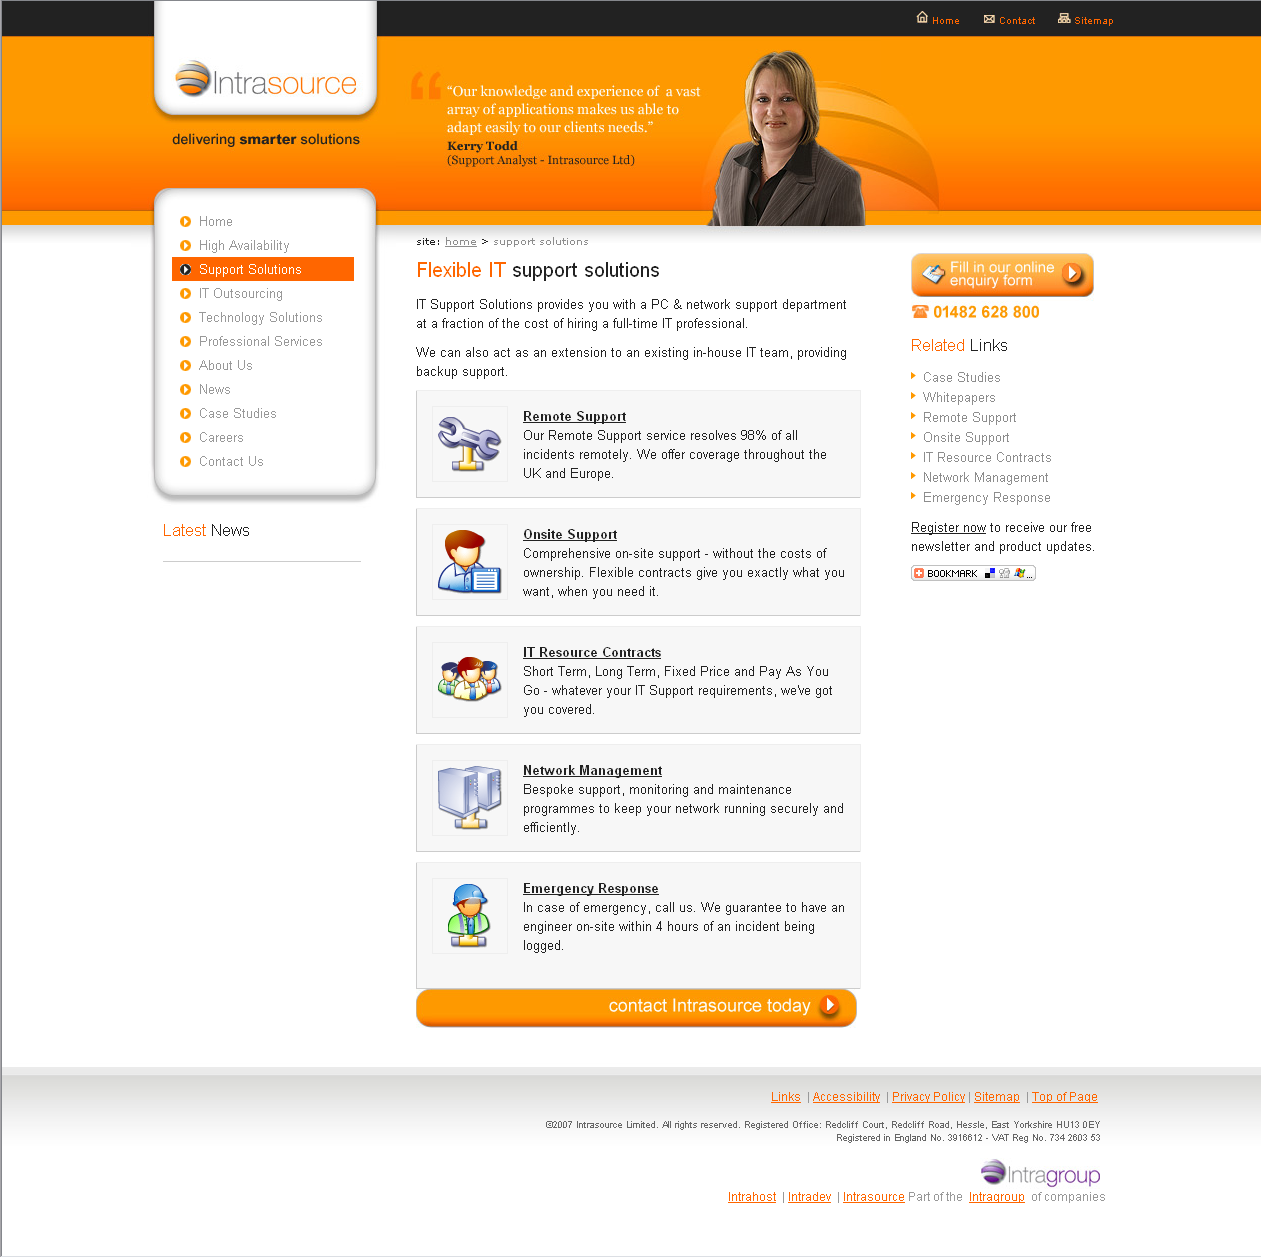 Home
Contact
Sitemap
Intrasource
delivering smarter solutions
“Our knowledge and experience of a vast
array of applications makes us able to
adapt easily to our clients needs.”
Kerry Todd
(Support Analyst - Intrasource Ltd)
Home
High Availability
Support Solutions
IT Outsourcing
Technology Solutions
Professional Services
About Us
News
Case Studies
Careers
Contact Us
Latest News
site: home > support solutions
Flexible IT support solutions
IT Support Solutions provides you with a PC & network support department
at a fraction of the cost of hiring a full-time IT professional.
We can also act as an extension to an existing in-house IT team, providing
backup support.
Remote Support
Our Remote Support service resolves 98% of all
incidents remotely. We offer coverage throughout the
UK and Europe.
Onsite Support
Comprehensive on-site support - without the costs of
ownership. Flexible contracts give you exactly what you
want, when you need it.
IT Resource Contracts
Short Term, Long Term, Fixed Price and Pay As You
Go - whatever your IT Support requirements, we've got
you covered.
Network Management
Bespoke support, monitoring and maintenance
programmes to keep your network running securely and
efficiently.
Emergency Response
In case of emergency, call us. We guarantee to have an
engineer on-site within 4 hours of an incident being
logged.
contact Intrasource today
Fill in our online
enquiry form
01482 628 800
Related Links
Case Studies
Whitepapers
Remote Support
Onsite Support
IT Resource Contracts
Network Management
Emergency Response
Register now to receive our free
newsletter and product updates.
BOOKMARK
Links | Accessibility | Privacy Policy | Sitemap | Top of Page
©2007 Intrasource Limited. All rights reserved. Registered Office: Redcliff Court, Redcliff Road, Hessle, East Yorkshire HU13 0EY
Registered in England No. 3916612 - VAT Reg No. 734 2603 53
Intragroup
Intrahost | Intradev | Intrasource Part of the Intragroup of companies